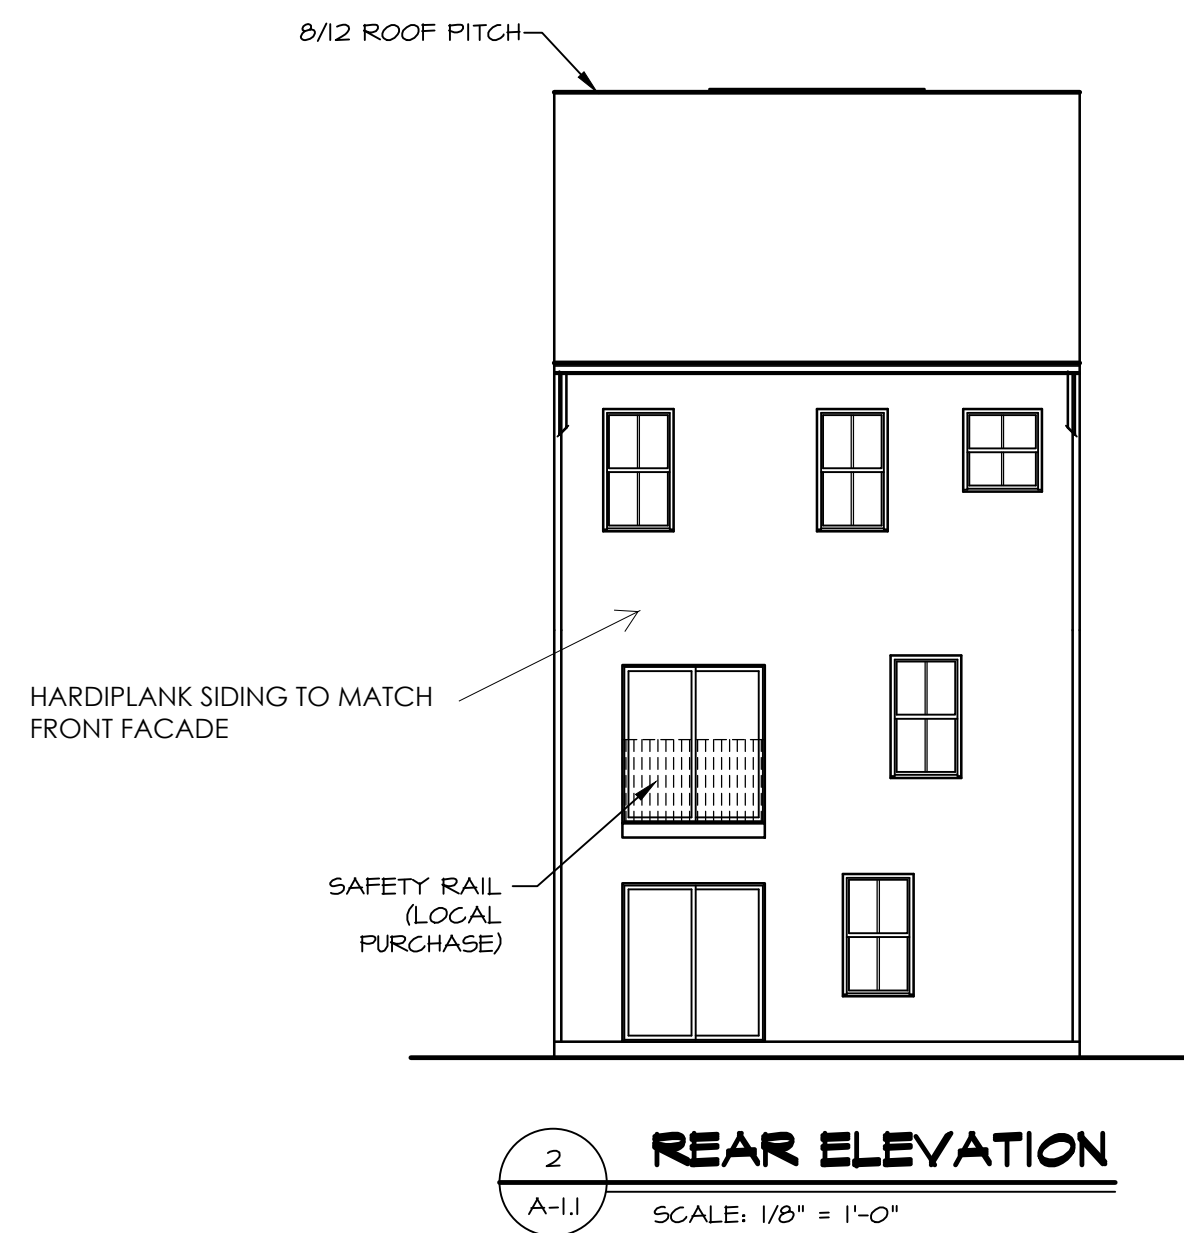 8/12 ROOF PITCH
HARDIPLANK SIDING TO MATCH
FRONT FACADE
SAFETY RAIL
(LOCAL
PURCHASE)
2
A-1.1
REAR ELEVATION
SCALE: 1/8" = 1'-0"